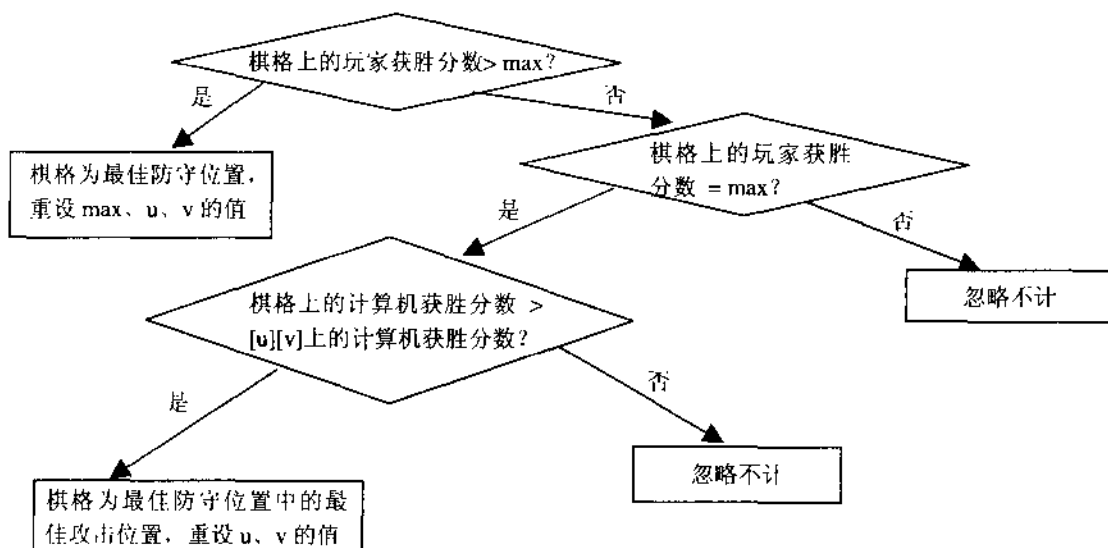 棋格上的玩家获胜分数> max?
是
否
棋格为最佳防守位置，
重设 max、u、v 的值
棋格上的玩家获胜
分数 = max?
是
否
忽略不计
棋格上的计算机获胜分数 >
[u][v]上的计算机获胜分数?
是
否
忽略不计
棋格为最佳防守位置中的最
佳攻击位置，重设 u、v 的值